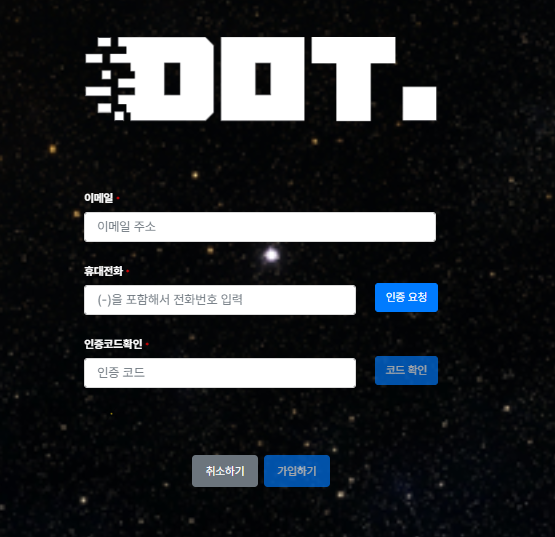 DOT.
이메일 *
이메일 주소
휴대전화 *
(-)을 포함해서 전화번호 입력
인증 요청
인증코드확인 *
인증 코드
코드 확인
취소하기
가입하기